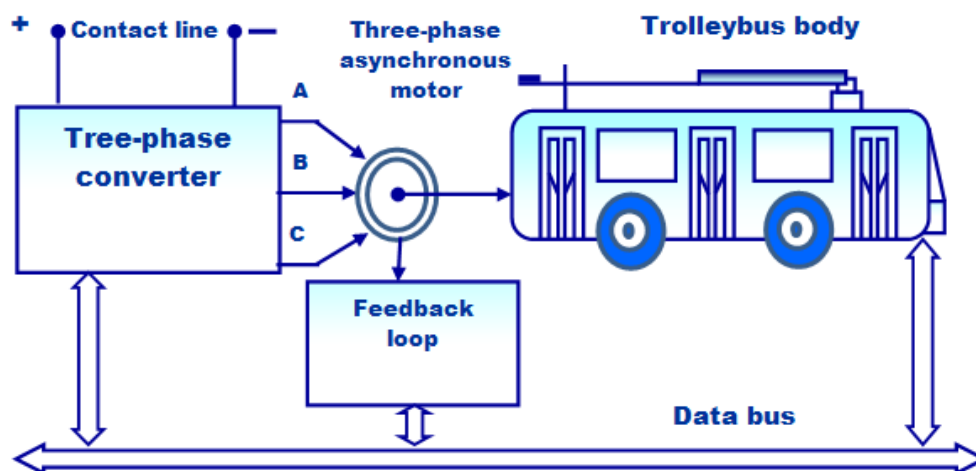 + Contact line −
Three-phase
asynchronous
motor
Trolleybus body
A
Tree-phase
converter
B
C
Feedback
loop
Data bus